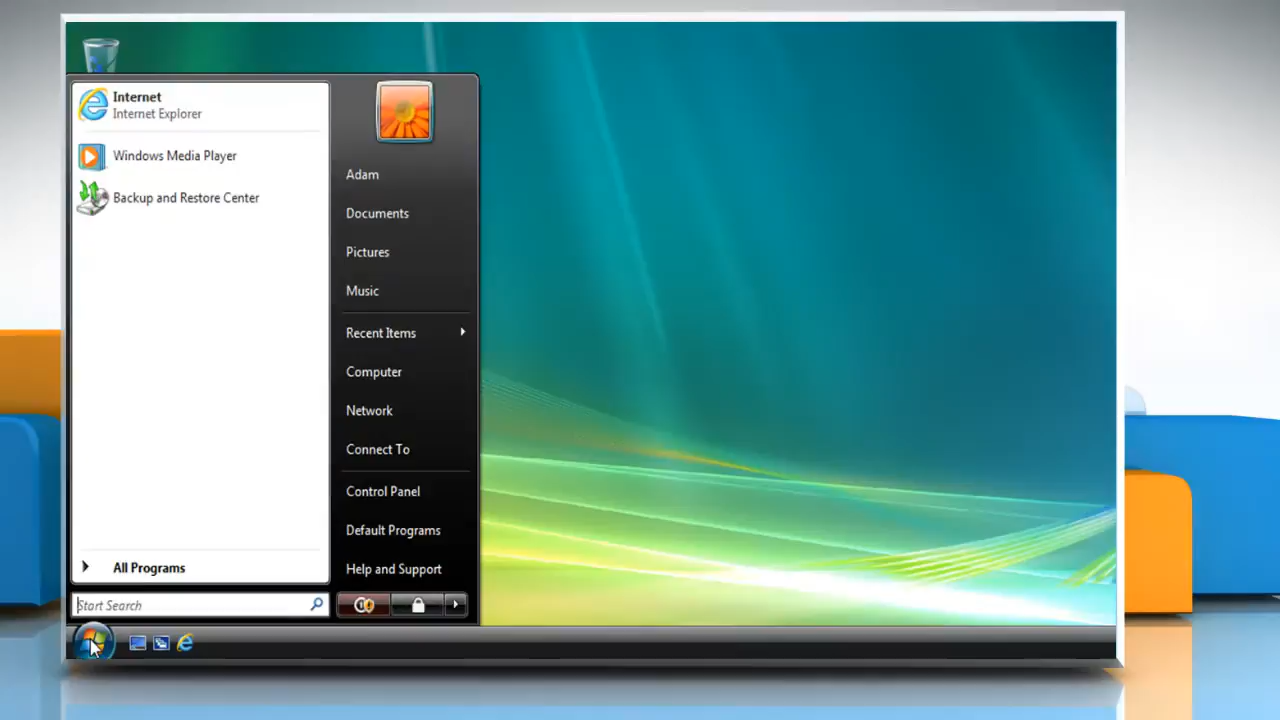 Internet
Internet Explorer
Windows Media Player
Backup and Restore Center
All Programs
Start Search
Adam
Documents
Pictures
Music
Recent Items
Computer
Network
Connect To
Control Panel
Default Programs
Help and Support